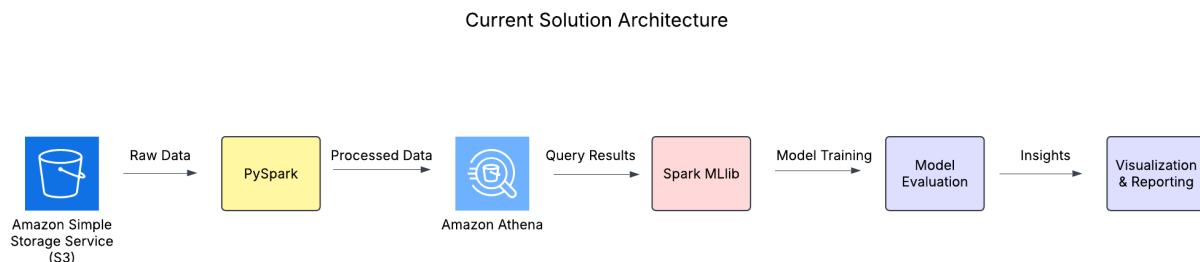 Current Solution Architecture
Raw Data
Processed Data
Query Results
Model Training
Insights
PySpark
Spark MLlib
Model
Evaluation
Visualization
& Reporting
Amazon Simple
Storage Service
(S3)
Amazon Athena